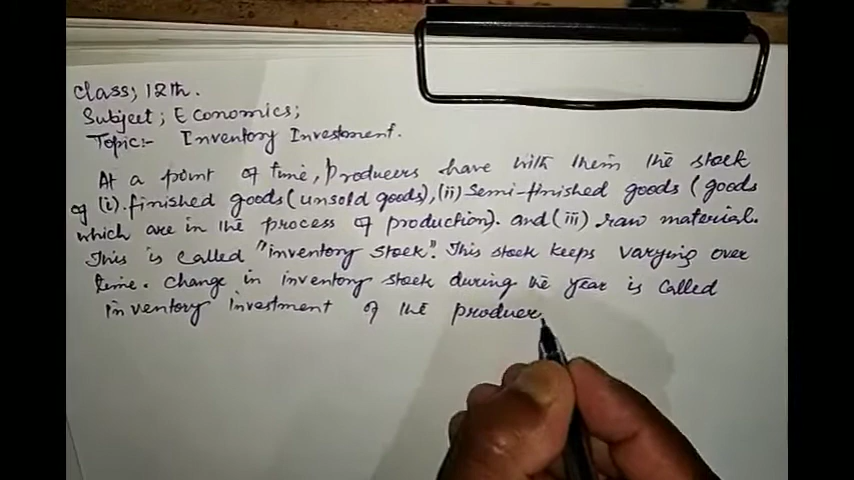 Class; 12th.
Subject; Economics;
Topic:- Inventory Investment.
At a point of time, Producers have with them the stock
of (i). finished goods (unsold goods), (ii) Semi-finished goods (goods
which are in the process of production). and (iii) raw material.
This is called "inventory stock". This stock keeps varying over
time. Change in inventory stock during the year is called
inventory investment of the producer